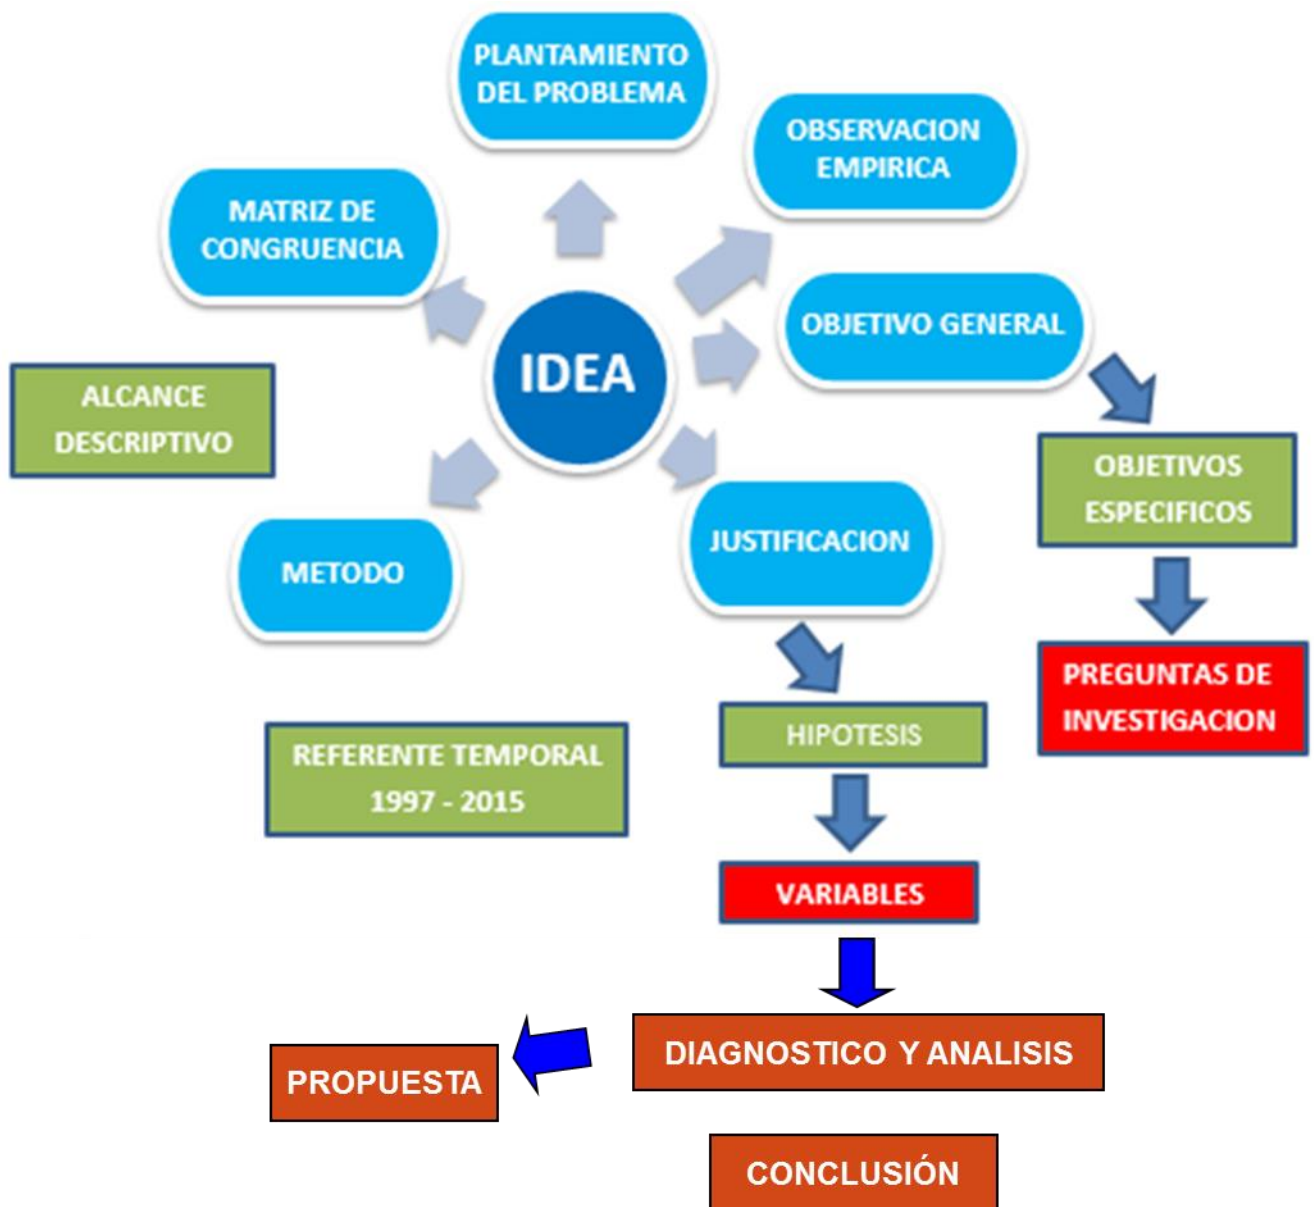 PLANTAMIENTO
DEL PROBLEMA
OBSERVACION
EMPIRICA
MATRIZ DE
CONGRUENCIA
OBJETIVO GENERAL
IDEA
ALCANCE
DESCRIPTIVO
OBJETIVOS
ESPECIFICOS
JUSTIFICACION
METODO
PREGUNTAS DE
INVESTIGACION
HIPOTESIS
REFERENTE TEMPORAL
1997 - 2015
VARIABLES
DIAGNOSTICO Y ANALISIS
PROPUESTA
CONCLUSIÓN